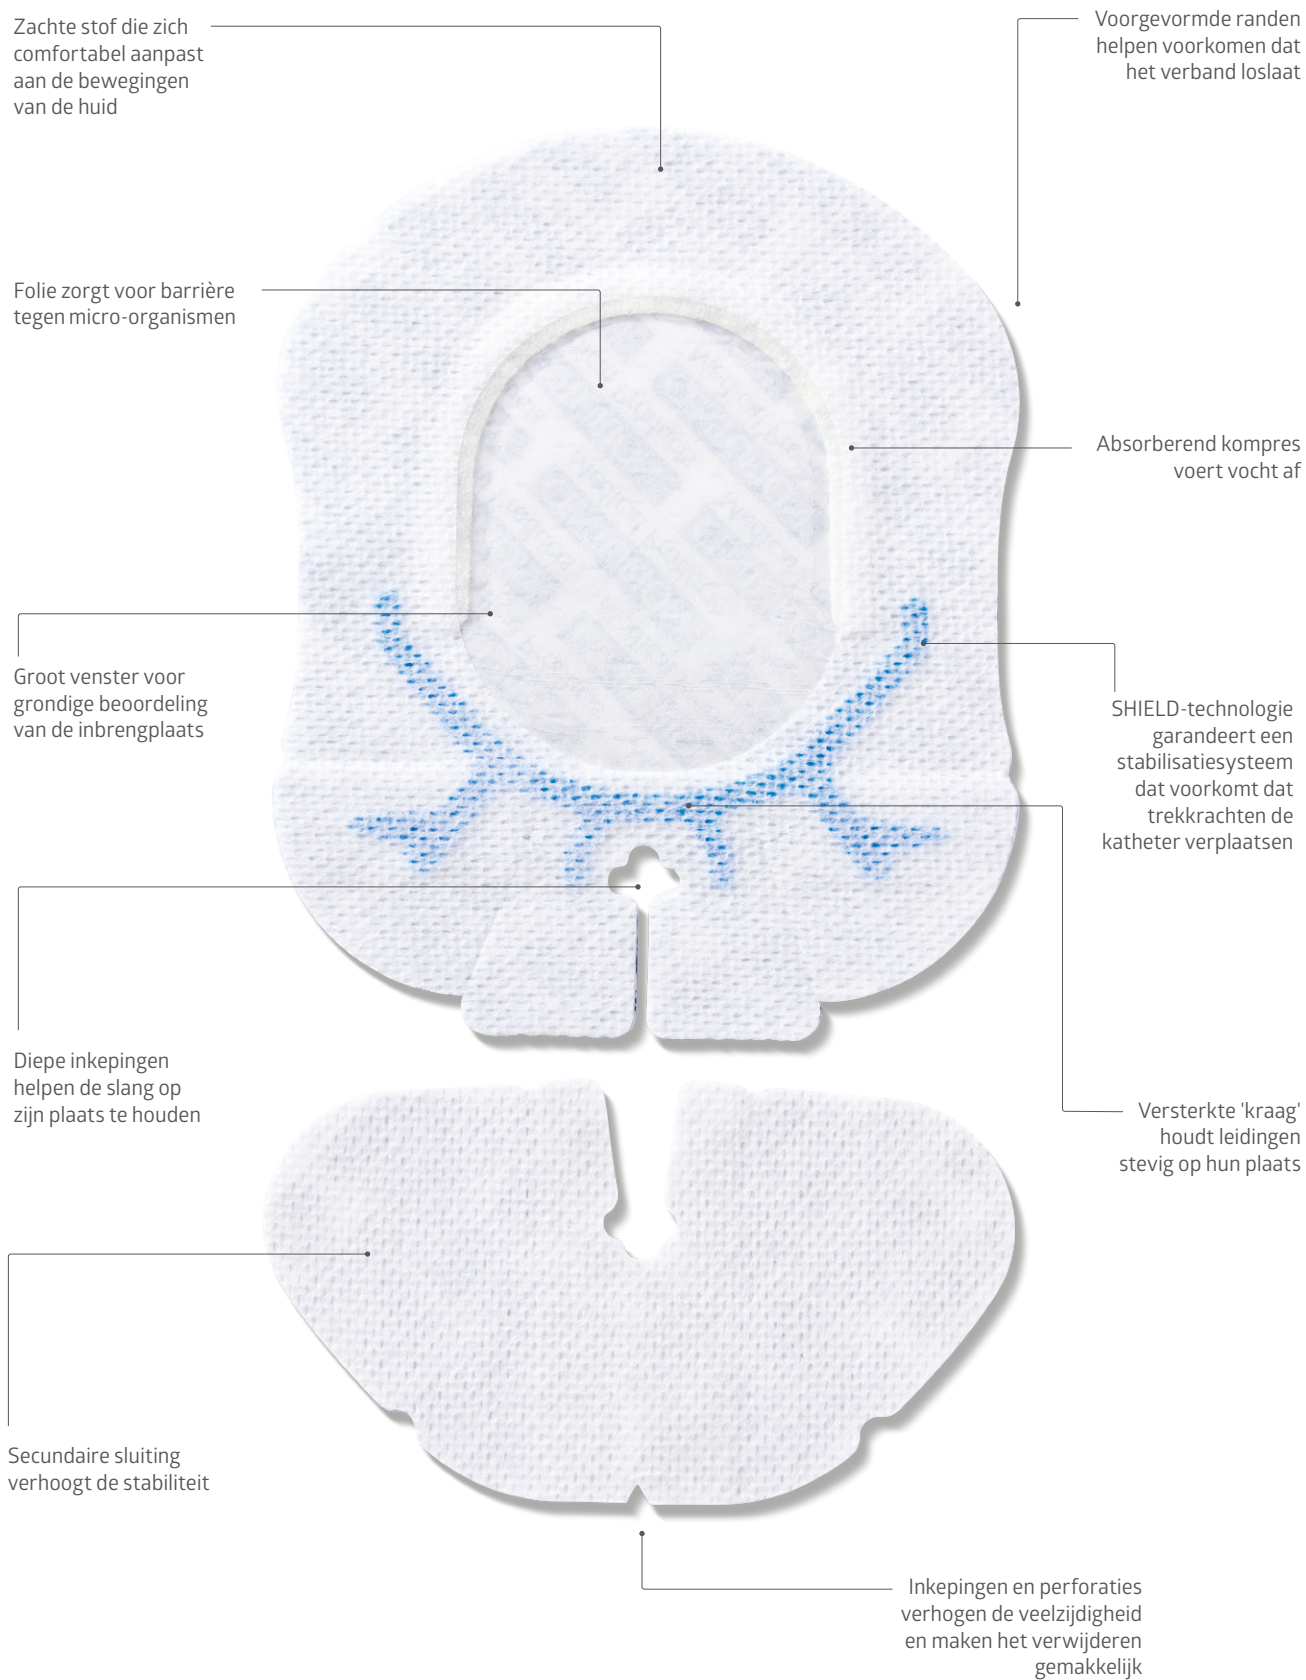 Zachte stof die zich
comfortabel aanpast
aan de bewegingen
van de huid
Voorgevormde randen
helpen voorkomen dat
het verband loslaat
Folie zorgt voor barrière
tegen micro-organismen
Absorberend kompres
voert vocht af
Groot venster voor
grondige beoordeling
van de inbrengplaats
SHIELD-technologie
garandeert een
stabilisatiesysteem
dat voorkomt dat
trekkrachten de
katheter verplaatsen
Diepe inkepingen
helpen de slang op
zijn plaats te houden
Versterkte 'kraag'
houdt leidingen
stevig op hun plaats
Secundaire sluiting
verhoogt de stabiliteit
Inkepingen en perforaties
verhogen de veelzijdigheid
en maken het verwijderen
gemakkelijk